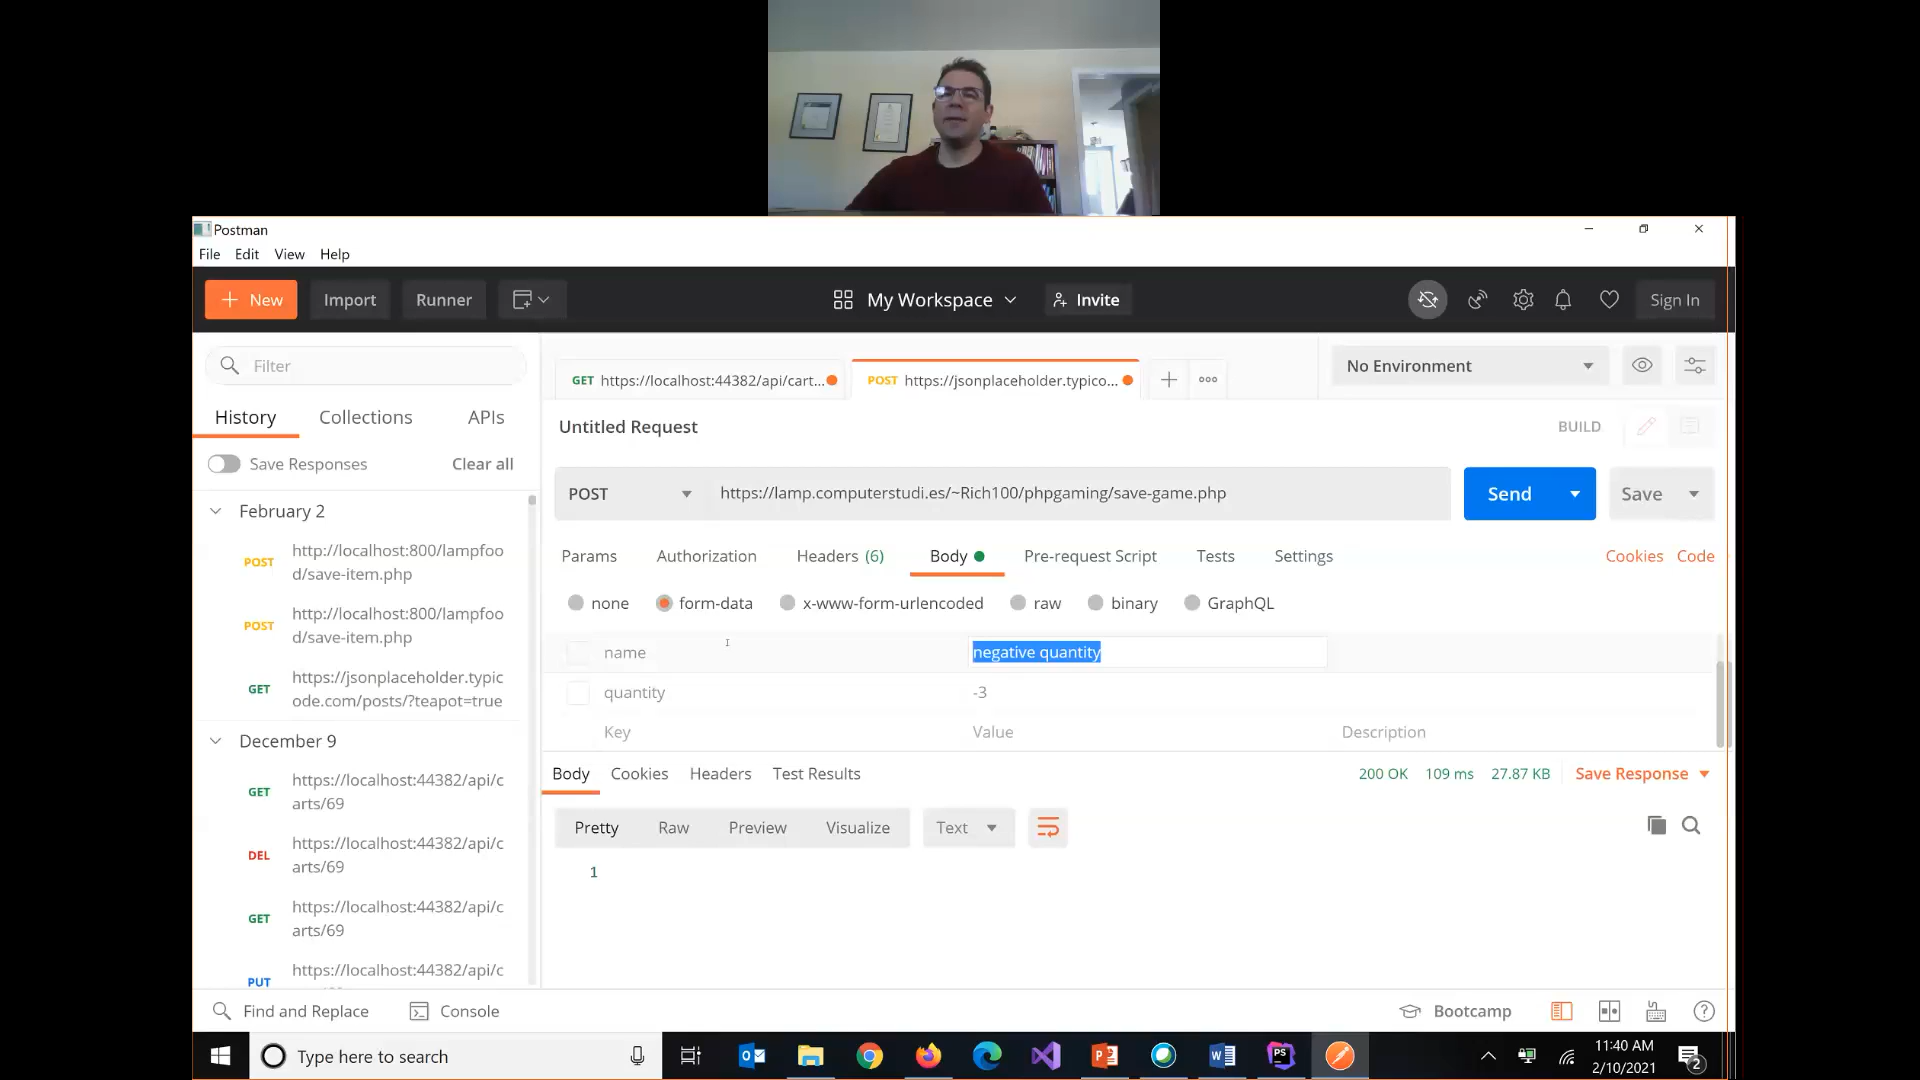 Postman
File Edit View Help
New Import Runner My Workspace Invite Sign In
Filter
GET https://localhost:44382/api/cart... POST https://jsonplaceholder.typico... No Environment
History Collections APIs
Untitled Request BUILD
Save Responses Clear all
POST https://lamp.computerstudi.es/~Rich100/phpgaming/save-game.php Send Save
February 2
POST http://localhost:800/lampfoo
d/save-item.php
POST http://localhost:800/lampfoo
d/save-item.php
GET https://jsonplaceholder.typic
ode.com/posts/?teapot=true
December 9
GET https://localhost:44382/api/c
arts/69
DEL https://localhost:44382/api/c
arts/69
GET https://localhost:44382/api/c
arts/69
PUT https://localhost:44382/api/c
Params Authorization Headers (6) Body Pre-request Script Tests Settings Cookies Code
none form-data x-www-form-urlencoded raw binary GraphQL
name negative quantity
quantity -3
Key Value Description
Body Cookies Headers Test Results 200 OK 109 ms 27.87 KB Save Response
Pretty Raw Preview Visualize Text
1
Find and Replace Console Bootcamp
Type here to search
11:40 AM
2/10/2021
2